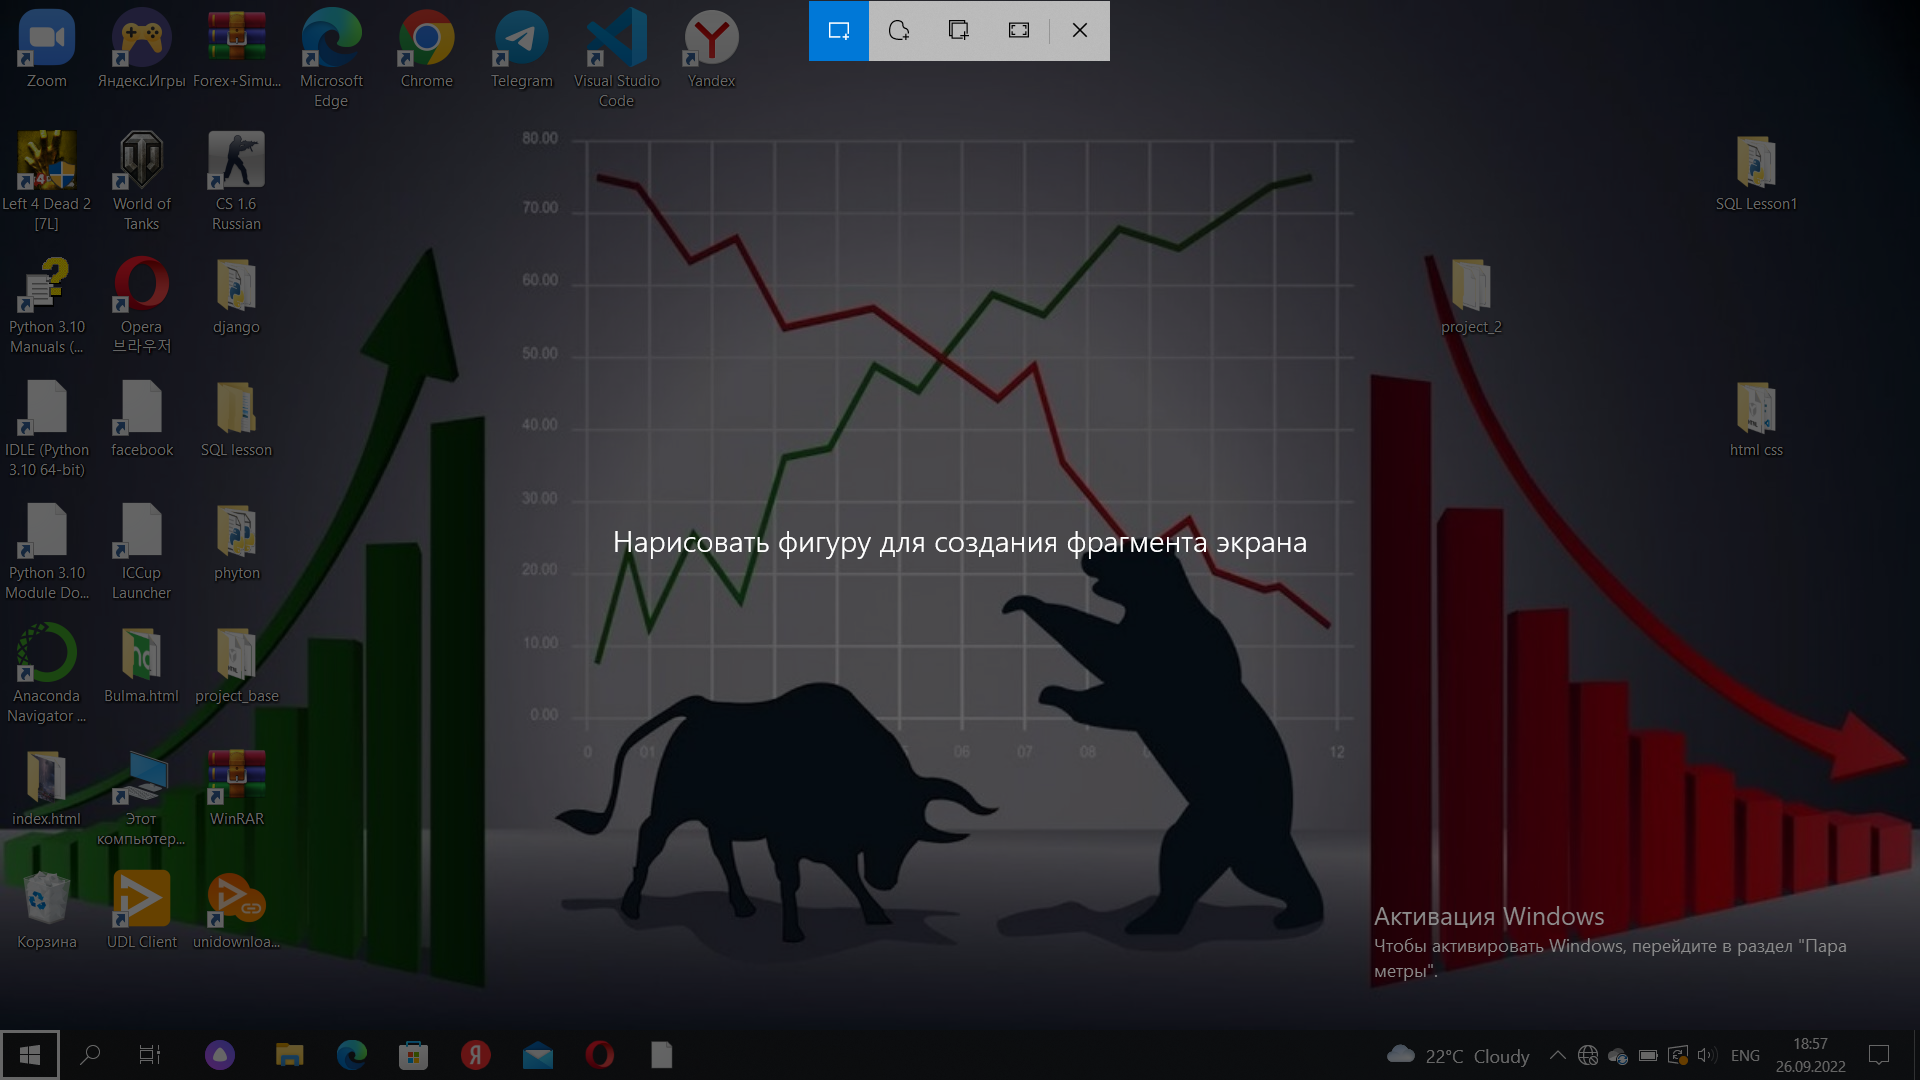 Zoom
Яндекс.Игры
Forex+Simu...
Microsoft
Edge
Chrome
Telegram
Visual Studio
Code
Yandex
Left 4 Dead 2
[7L]
World of
Tanks
CS 1.6
Russian
Python 3.10
Manuals (...
Opera
브라우저
django
IDLE (Python
3.10 64-bit)
facebook
SQL lesson
Python 3.10
Module Do...
ICCup
Launcher
phyton
Anaconda
Navigator ...
Bulma.html
project_base
index.html
Этот
компьютер...
WinRAR
Корзина
UDL Client
unidownloa...
80.00
70.00
60.00
50.00
40.00
30.00
20.00
10.00
0.00
0 01 06 07 08 12
Нарисовать фигуру для создания фрагмента экрана
SQL Lesson1
project_2
html css
Активация Windows
Чтобы активировать Windows, перейдите в раздел "Пара
метры".
22°C Cloudy
ENG
18:57
26.09.2022